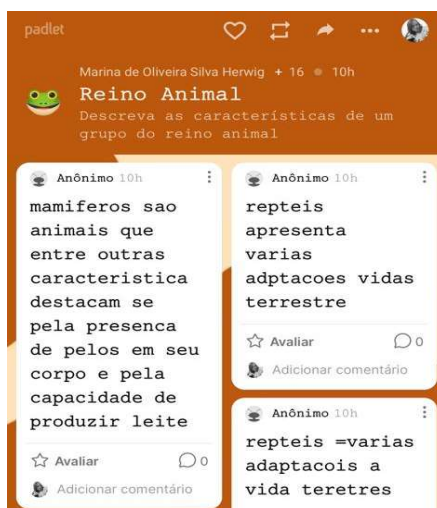 padlet
Marina de Oliveira Silva Herwig + 16 • 10h
Reino Animal
Descreva as características de um
grupo do reino animal
Anônimo 10h
mamiferos sao
animais que
entre outras
caracteristica
destacam se
pela presenca
de pelos em seu
corpo e pela
capacidade de
produzir leite
Avaliar 0
Adicionar comentário
Anônimo 10h
repteis
apresenta
varias
adptacoes vidas
terrestre
Avaliar 0
Adicionar comentário
Anônimo 10h
repteis =varias
adaptacois a
vida teretres